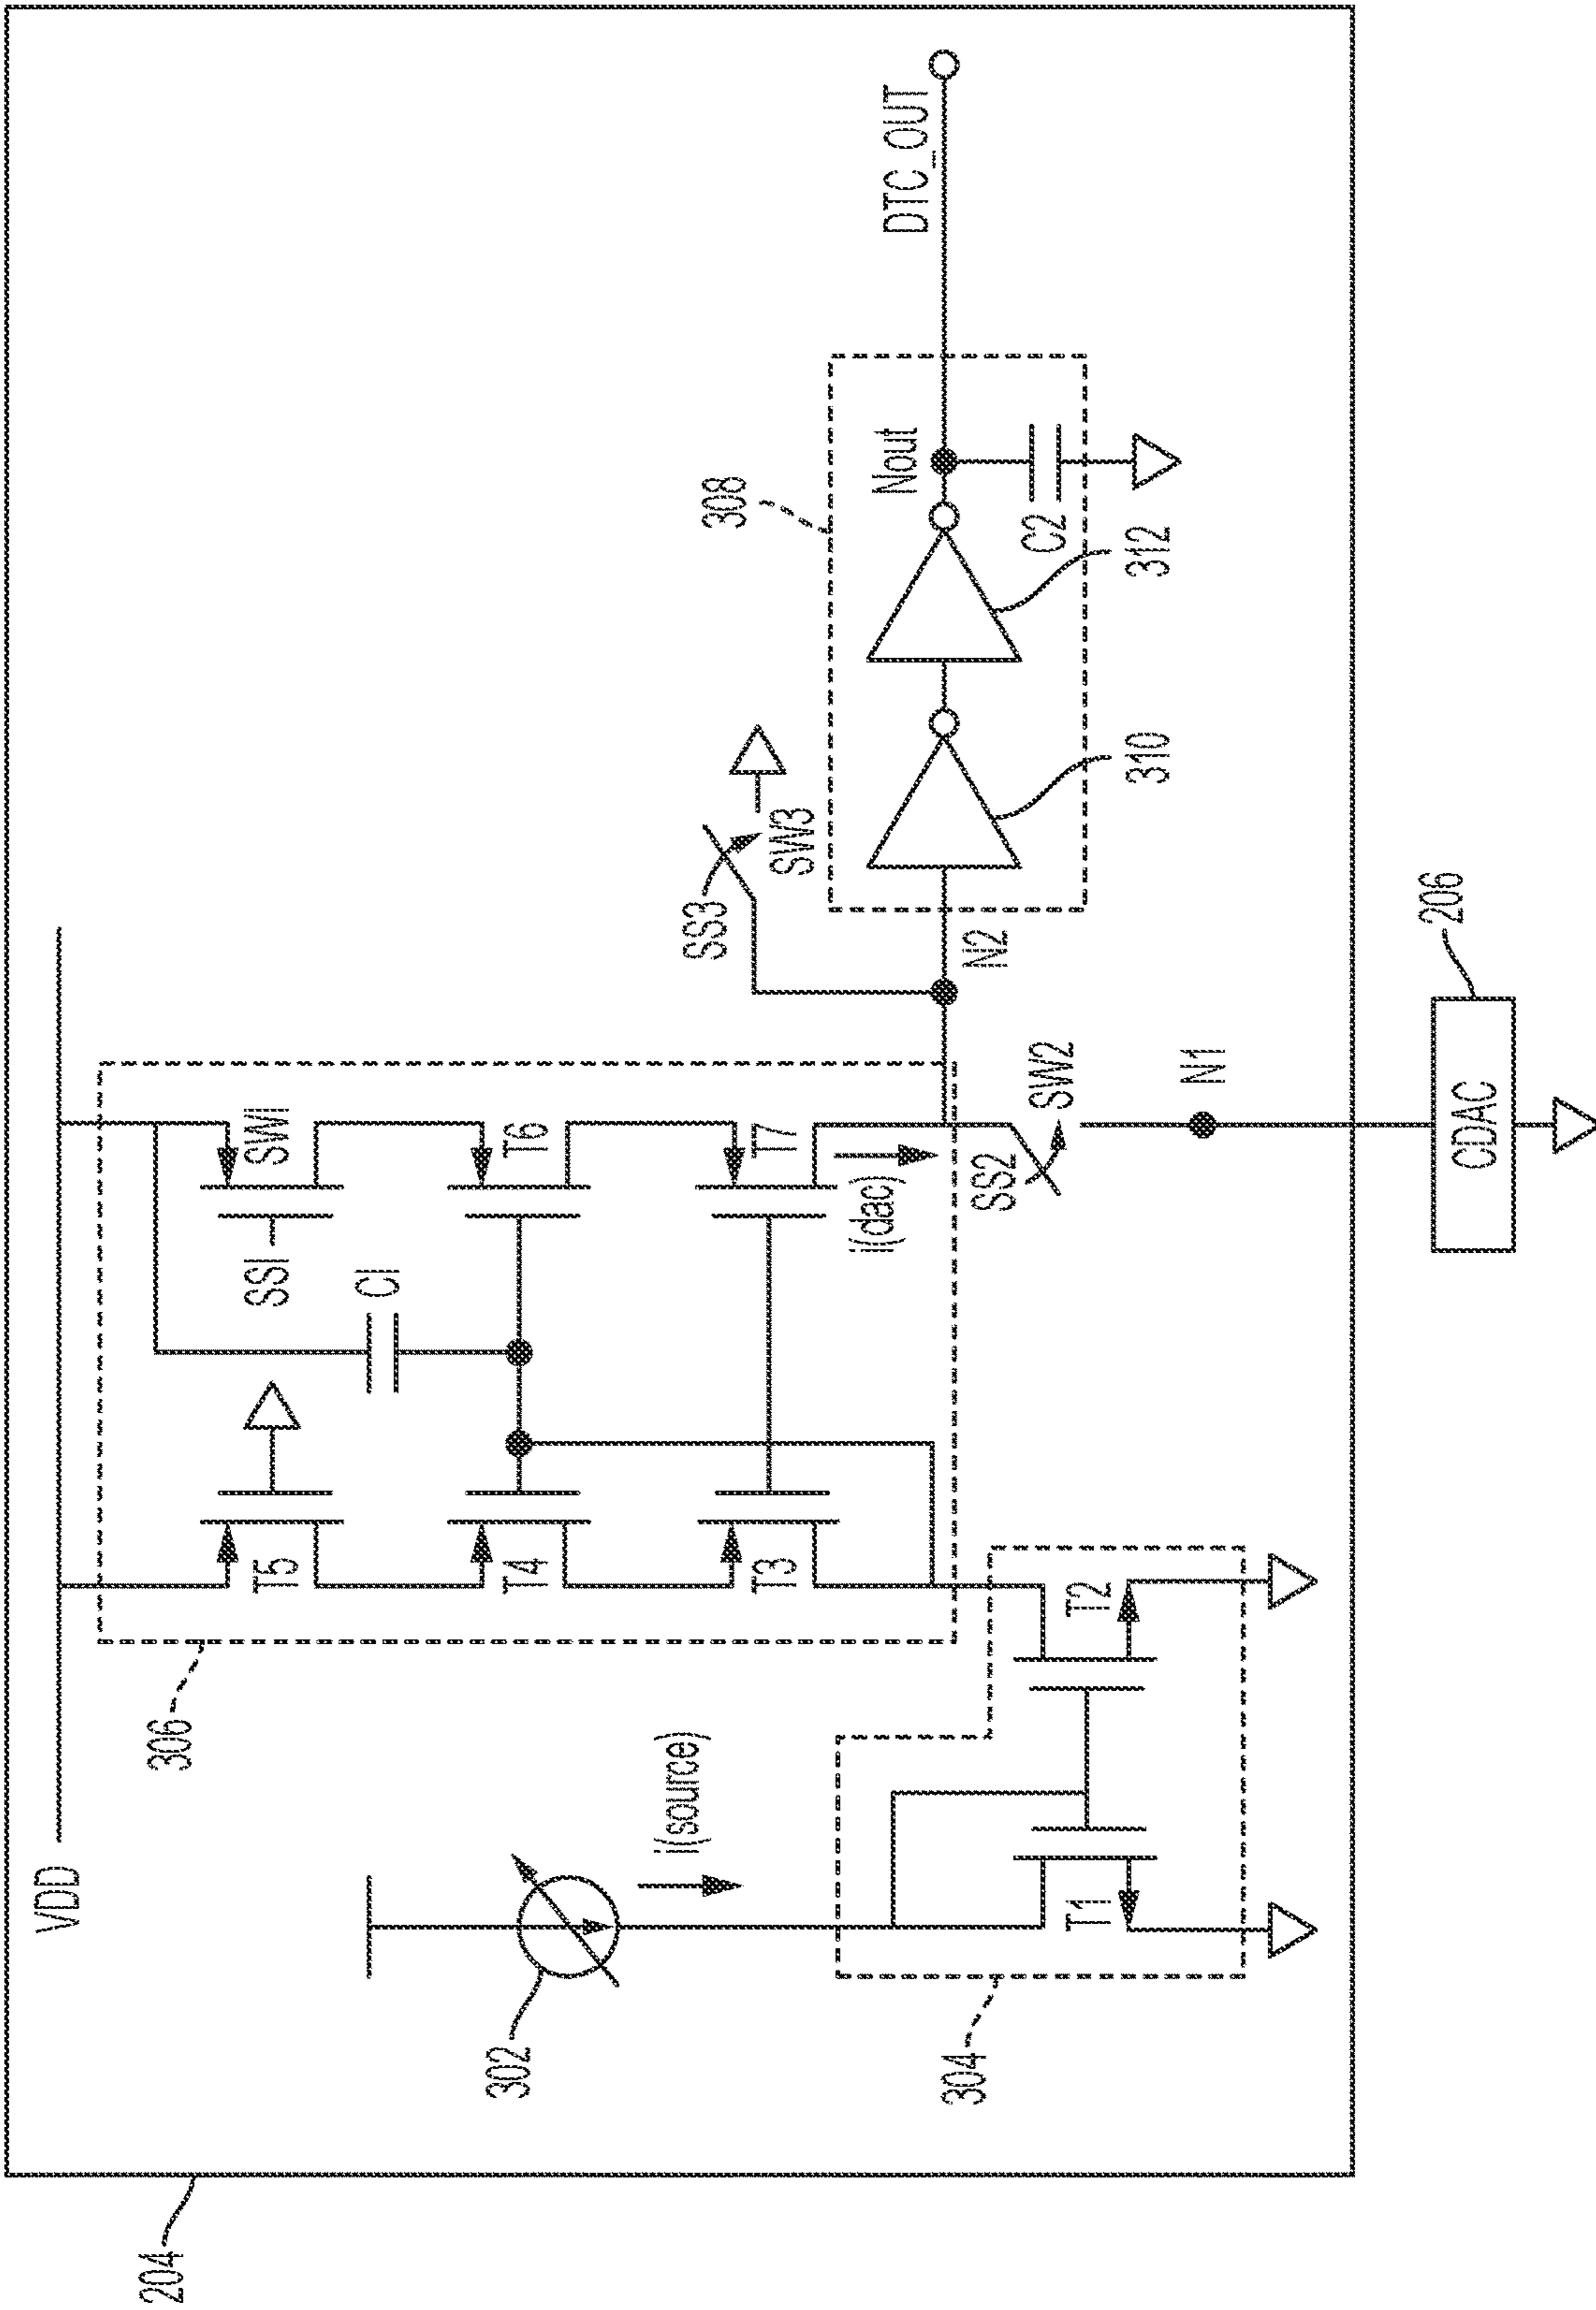 204
VDD
306
T5
SSI
SWI
CI
T4
T6
T3
T7
i(dac)
302
i(source)
304
T1
T2
SS2
SW2
N1
CDAC
206
SS3
SW3
N2
308
310
312
Nout
C2
DTC_OUT